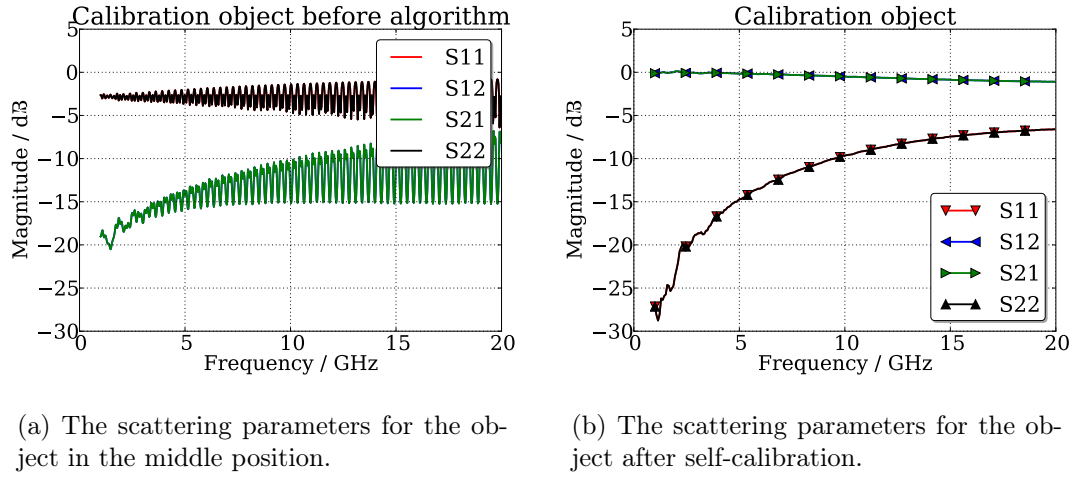 Calibration object before algorithm
5
0
−5
−10
−15
−20
−25
−30
0
5
10
15
20
Magnitude / dB
Frequency / GHz
S11
S12
S21
S22
(a) The scattering parameters for the ob-
ject in the middle position.
Calibration object
5
0
−5
−10
−15
−20
−25
−30
0
5
10
15
20
Magnitude / dB
Frequency / GHz
S11
S12
S21
S22
(b) The scattering parameters for the ob-
ject after self-calibration.